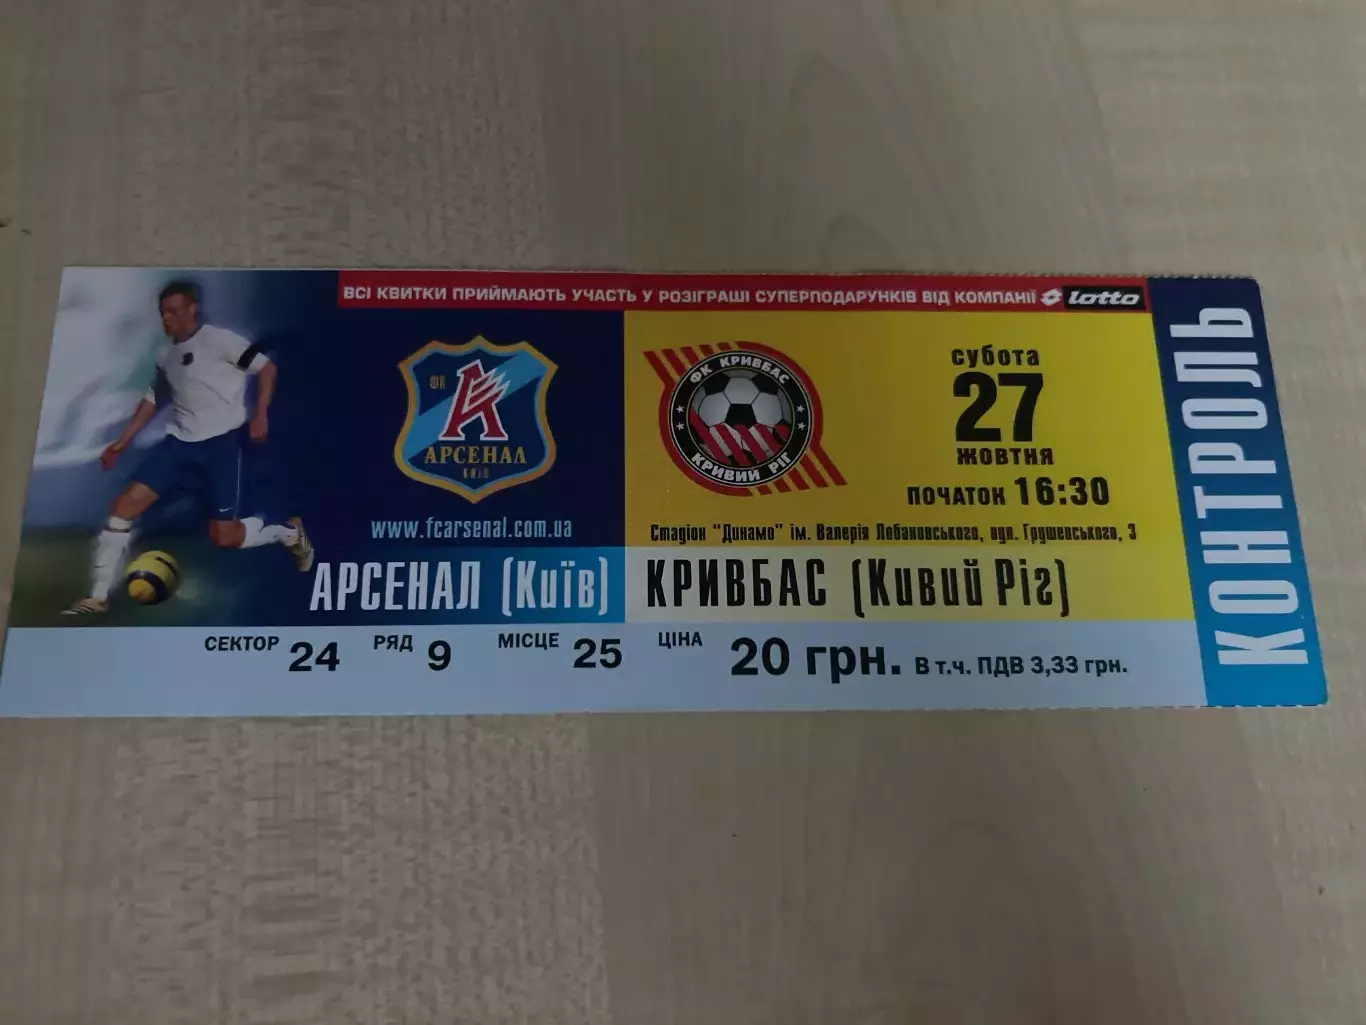 ВСІ КВИТКИ ПРИЙМАЮТЬ УЧАСТЬ У РОЗІГРАШІ СУПЕРПОДАРУНКІВ ВІД КОМПАНІЇ lotto
ФК
АРСЕНАЛ
КИЇВ
www.fcarsenal.com.ua
АРСЕНАЛ (Київ)
ФК КРИВБАС
КРИВИЙ РІГ
субота
27
жовтня
початок 16:30
Стадіон "Динамо" ім. Валерія Лобановського, вул. Грушевського, 3
КРИВБАС (Кивий Ріг)
СЕКТОР 24 РЯД 9 МІСЦЕ 25 ЦІНА 20 грн. В т.ч. ПДВ 3,33 грн.
КОНТРОЛЬ